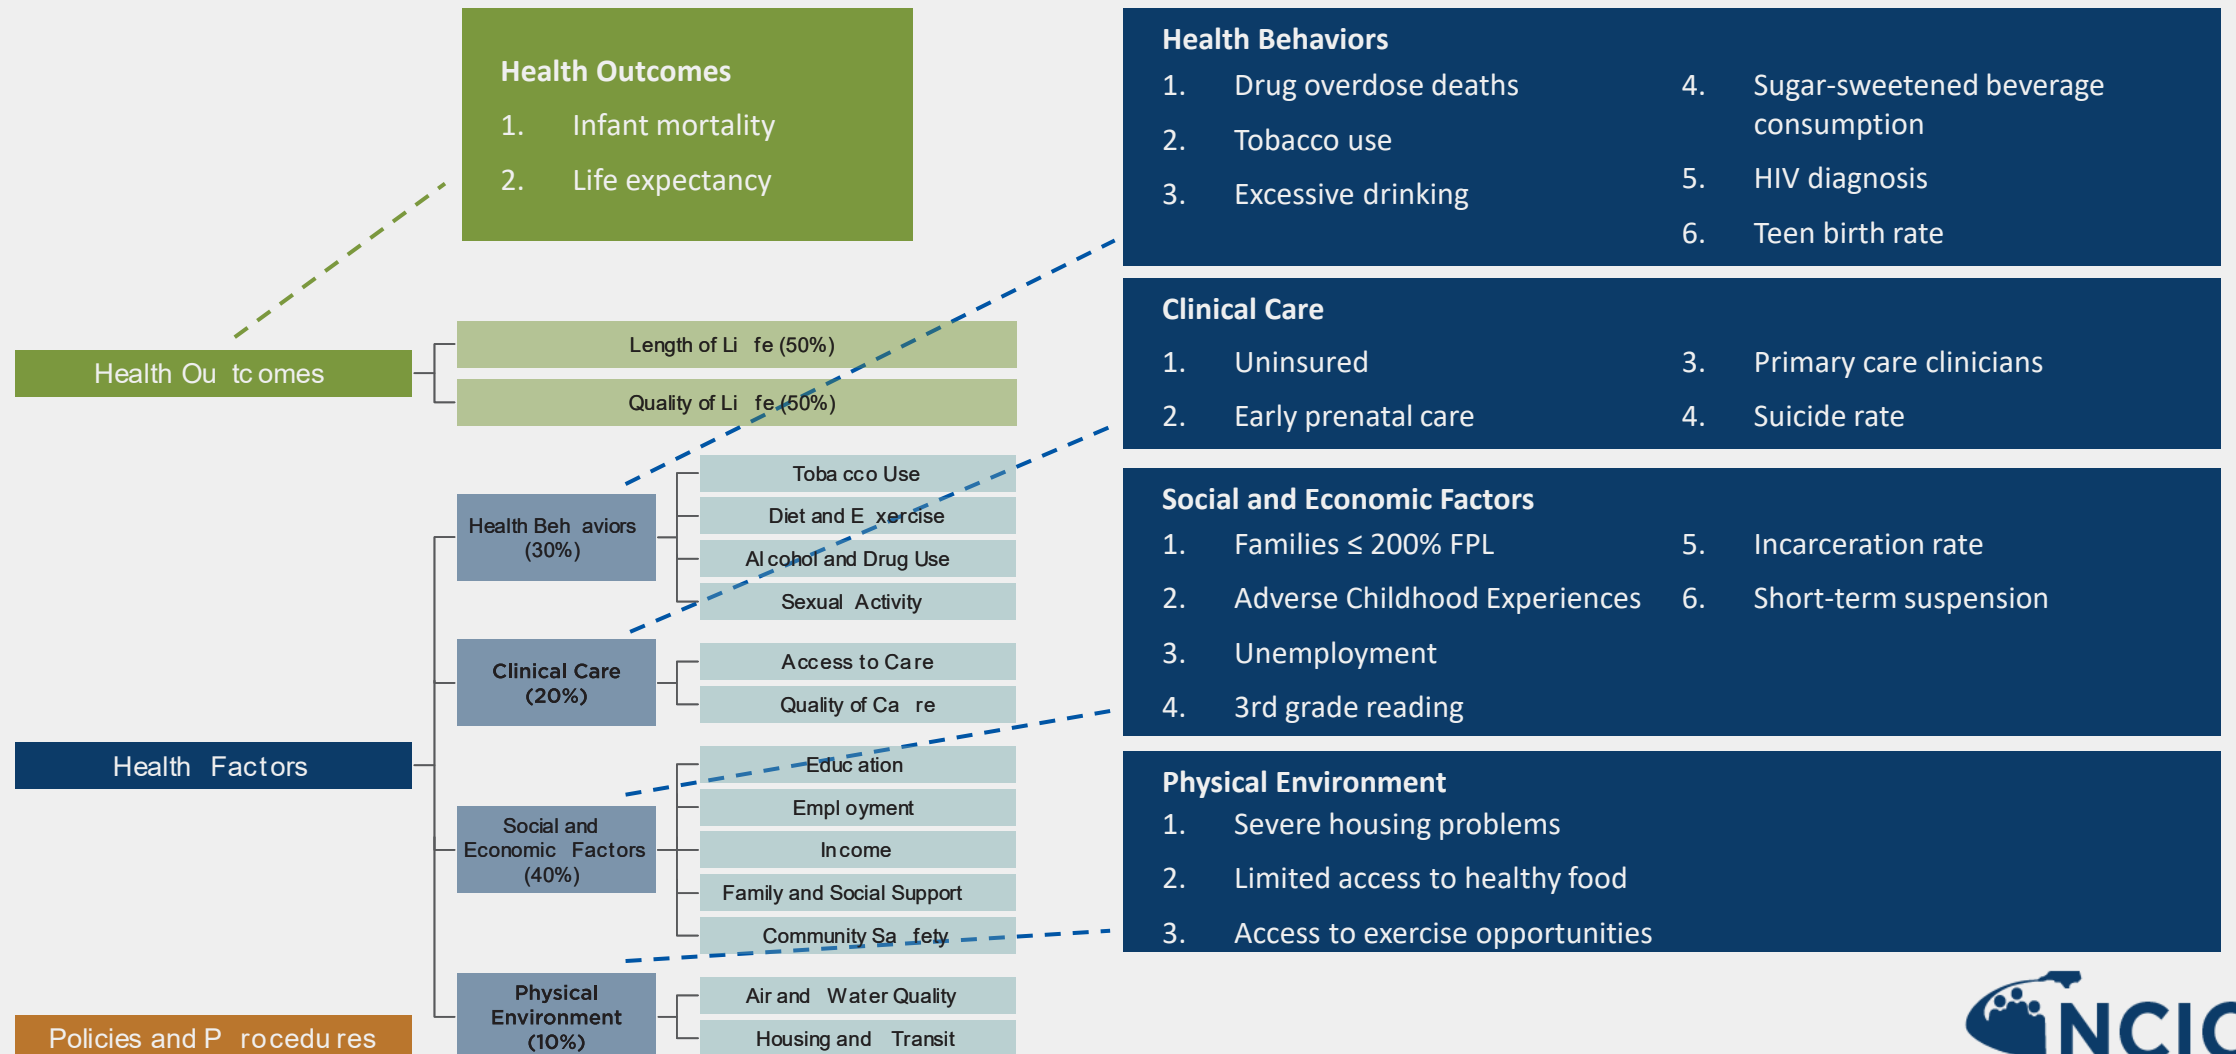 Health Outcomes
1. Infant mortality
2. Life expectancy
Health Outcomes
Length of Life (50%)
Quality of Life (50%)
Health Factors
Health Behaviors
(30%)
Tobacco Use
Diet and Exercise
Alcohol and Drug Use
Sexual Activity
Clinical Care
(20%)
Access to Care
Quality of Care
Social and
Economic Factors
(40%)
Education
Employment
Income
Family and Social Support
Community Safety
Physical
Environment
(10%)
Air and Water Quality
Housing and Transit
Policies and Procedures
Health Behaviors
1. Drug overdose deaths
2. Tobacco use
3. Excessive drinking
4. Sugar-sweetened beverage
consumption
5. HIV diagnosis
6. Teen birth rate
Clinical Care
1. Uninsured
2. Early prenatal care
3. Primary care clinicians
4. Suicide rate
Social and Economic Factors
1. Families ≤ 200% FPL
2. Adverse Childhood Experiences
3. Unemployment
4. 3rd grade reading
5. Incarceration rate
6. Short-term suspension
Physical Environment
1. Severe housing problems
2. Limited access to healthy food
3. Access to exercise opportunities
NCIO